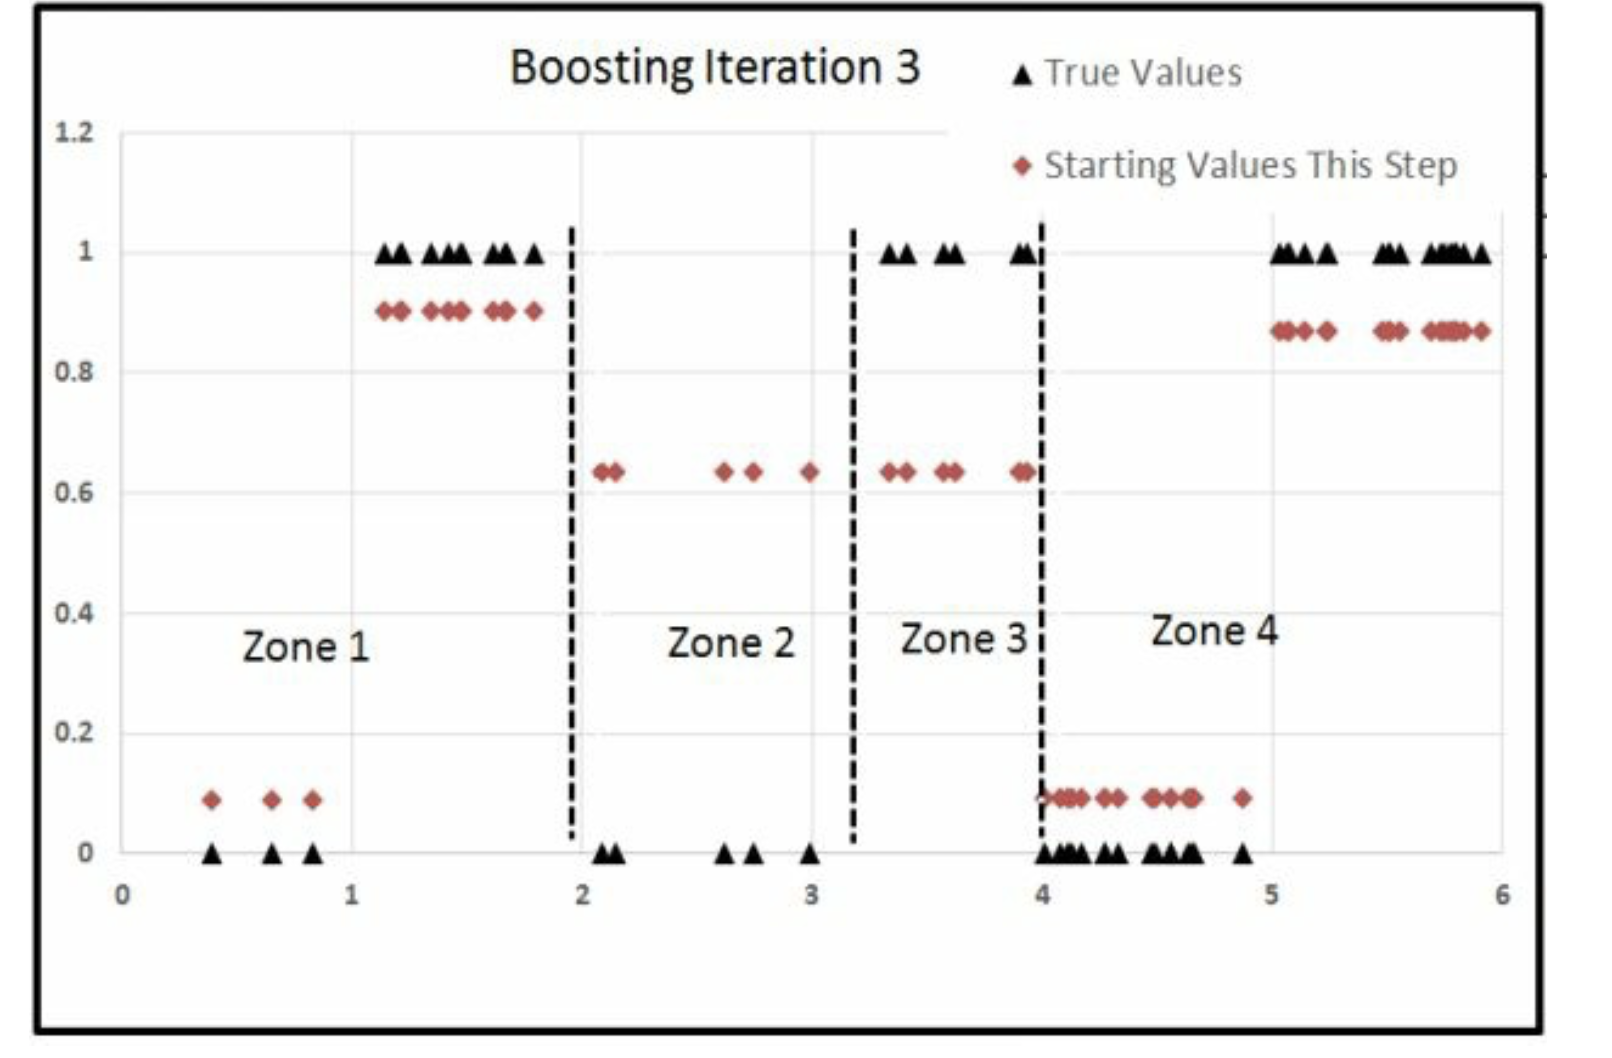 Boosting Iteration 3
True Values
Starting Values This Step
1.2
1
0.8
0.6
0.4
0.2
0
Zone 1
Zone 2
Zone 3
Zone 4
0 1 2 3 4 5 6